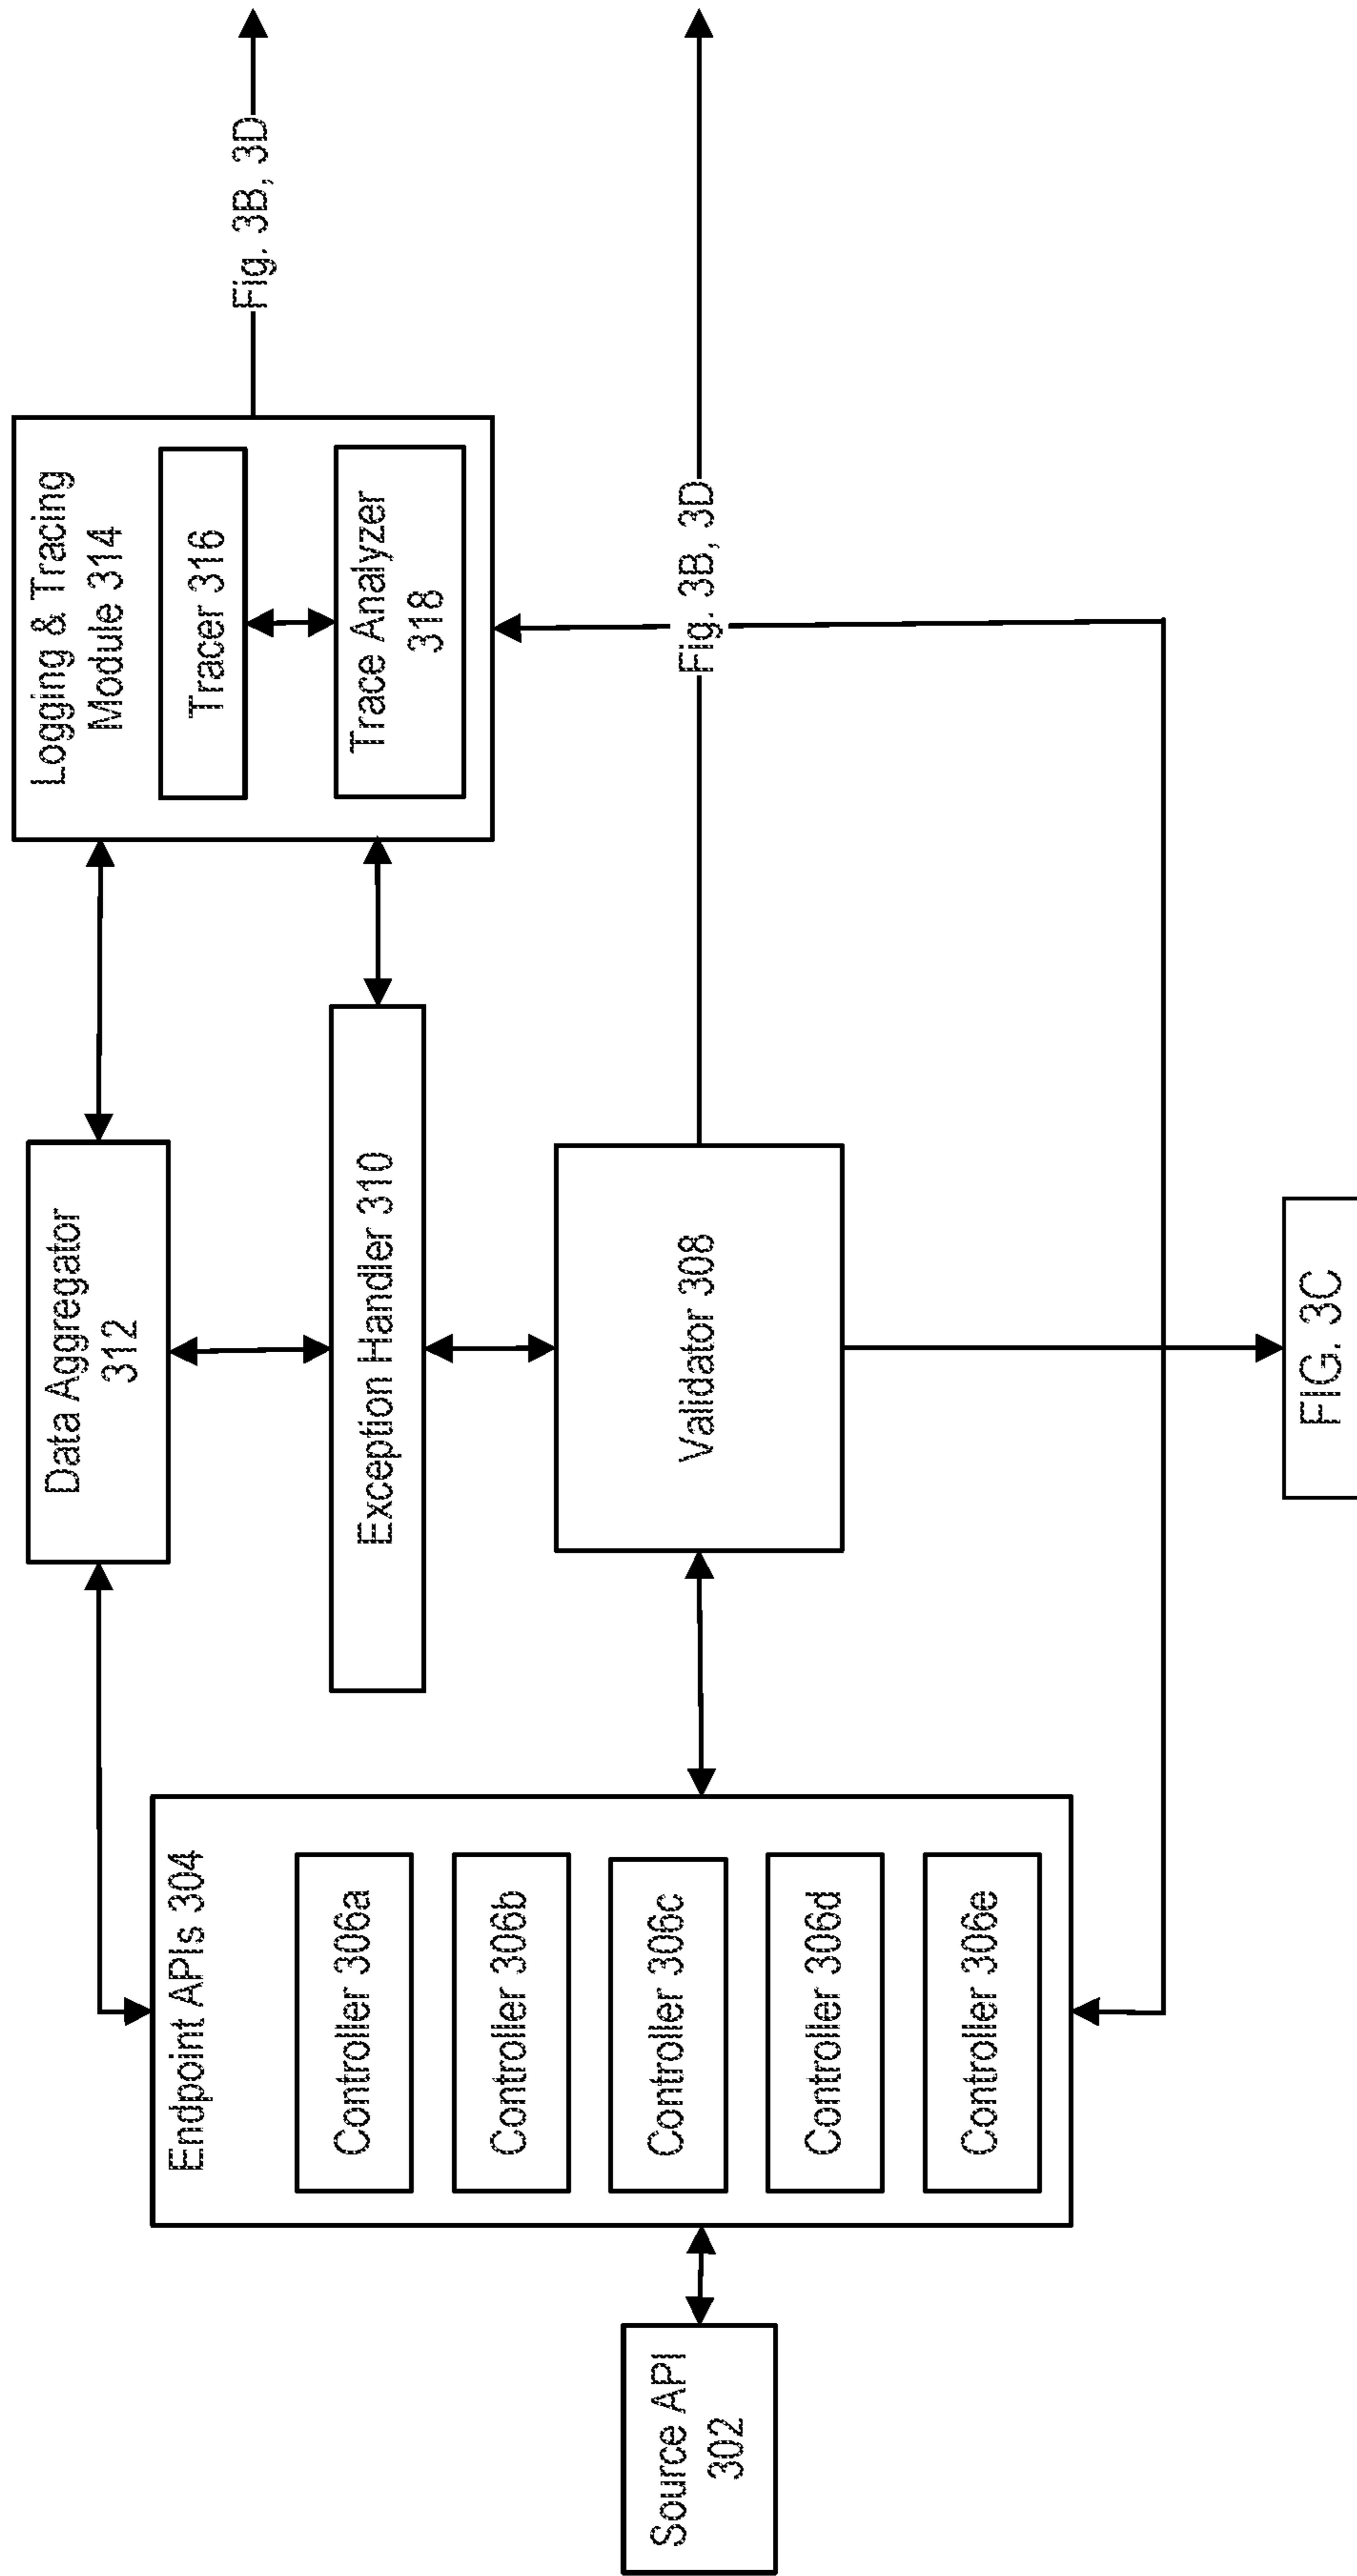 Source API
302
Endpoint APIs 304
Controller 306a
Controller 306b
Controller 306c
Controller 306d
Controller 306e
Data Aggregator
312
Exception Handler 310
Validator 308
Logging & Tracing
Module 314
Tracer 316
Trace Analyzer
318
Fig. 3B, 3D
Fig. 3B, 3D
FIG. 3C